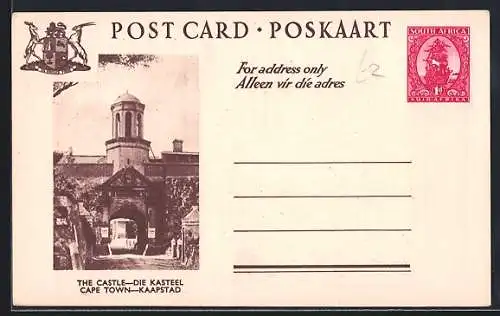 POST CARD · POSKAART
For address only
Alleen vir die adres
SOUTH AFRICA
1d
SUID-AFRIKA
THE CASTLE—DIE KASTEEL
CAPE TOWN—KAAPSTAD